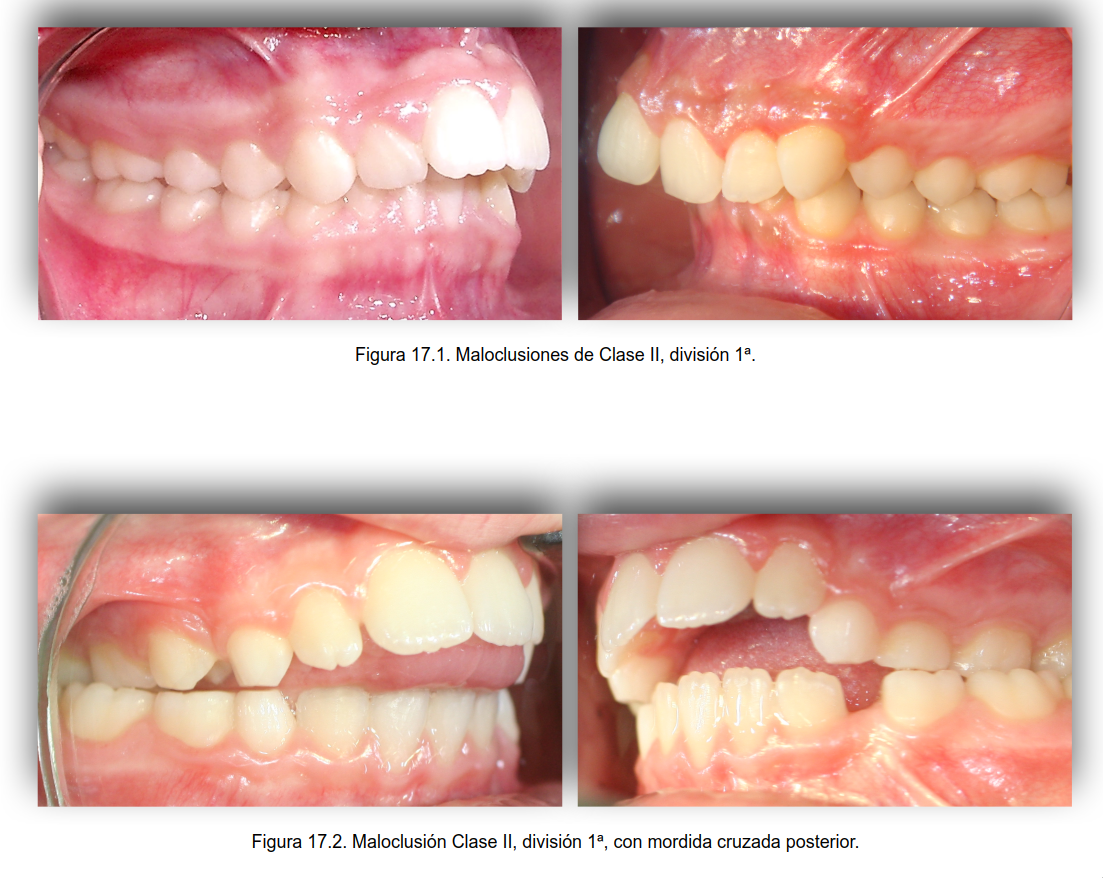 Figura 17.1. Maloclusiones de Clase II, división 1ª.
Figura 17.2. Maloclusión Clase II, división 1ª, con mordida cruzada posterior.